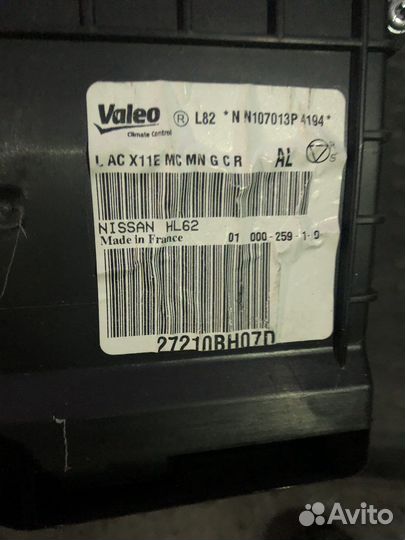 Valeo ® L82 *N N107013P 4194*
Climate Control
L AC X11E MC MN G C R AL
NISSAN HL62
Made in France 01 000-259-1-0
27210BH07D
Avito